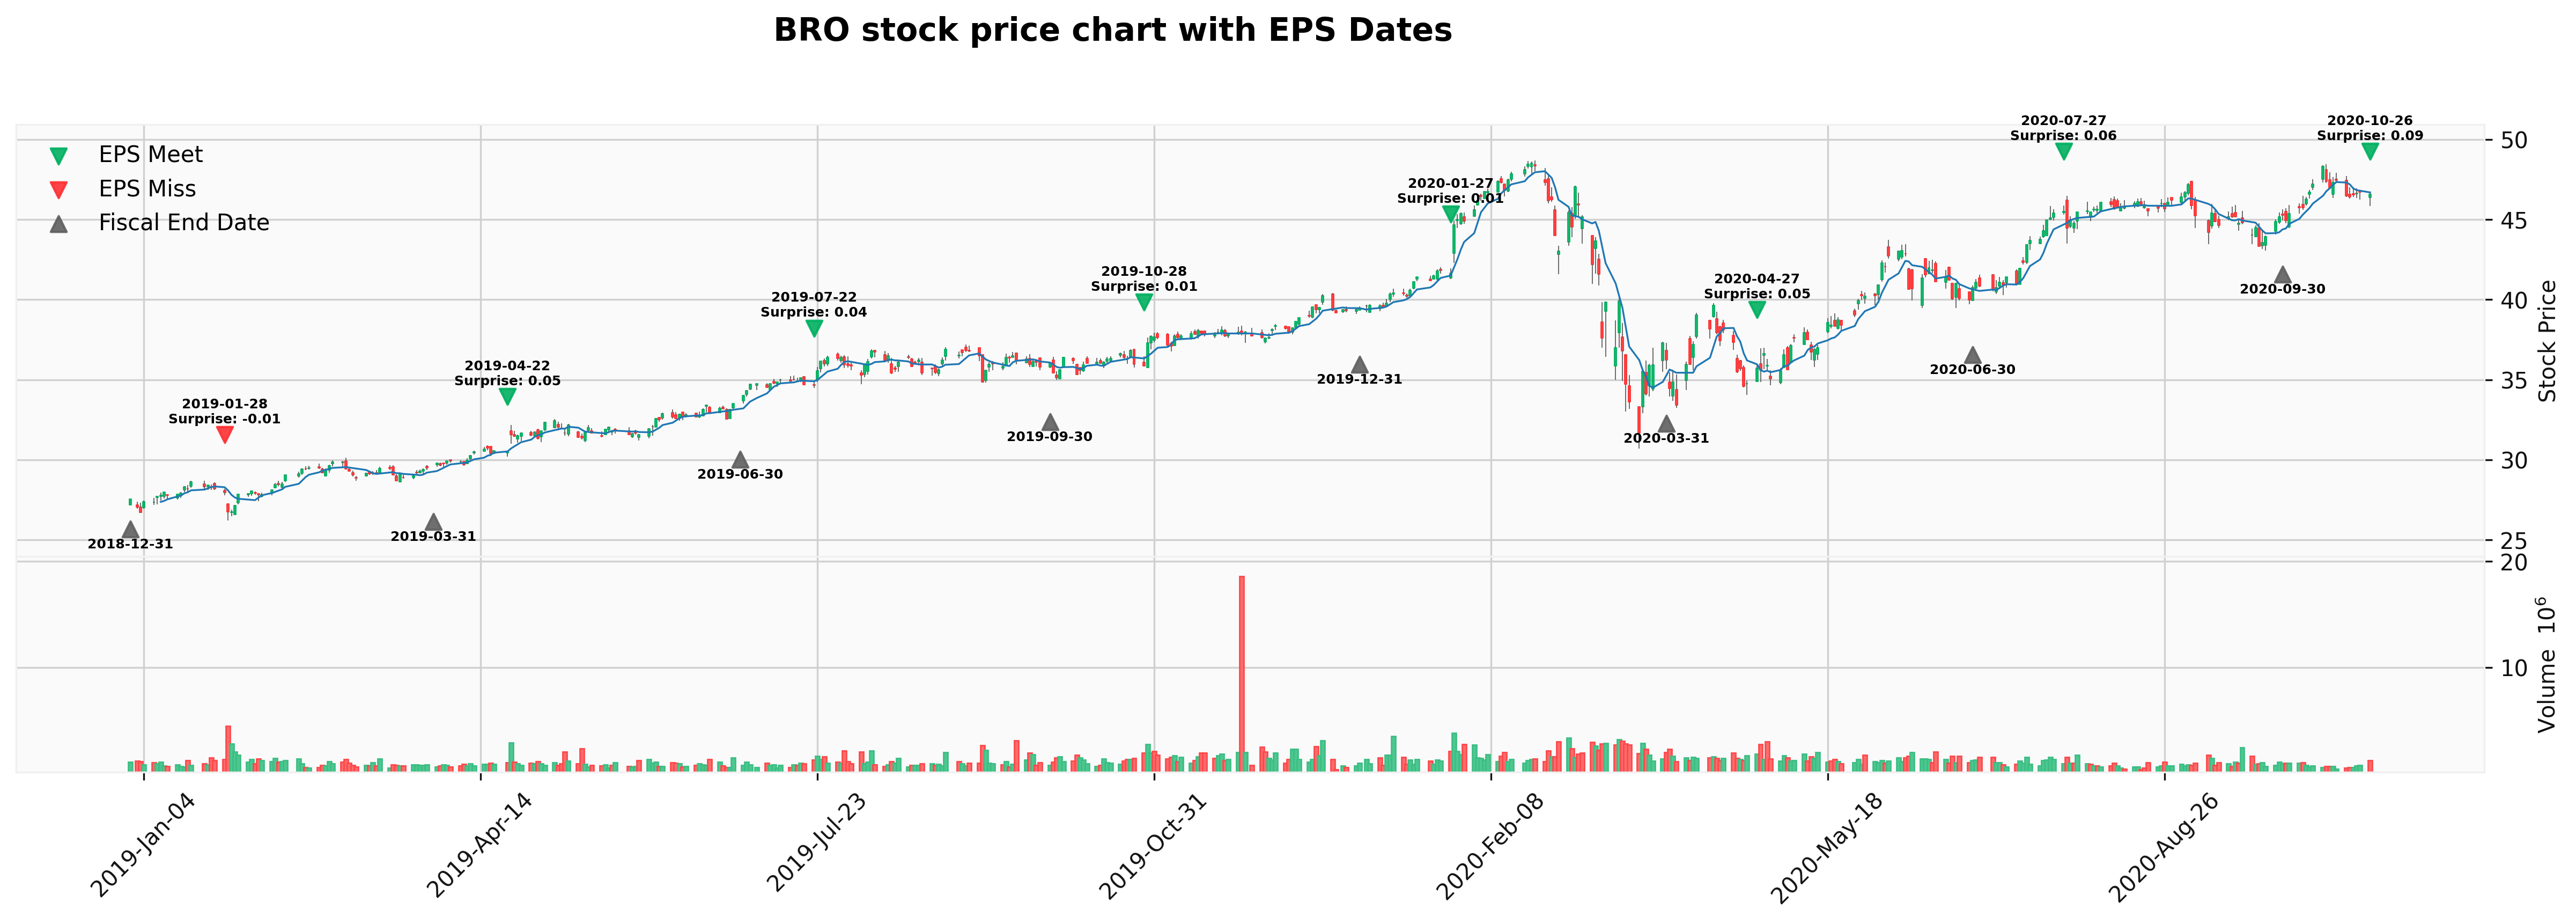 BRO stock price chart with EPS Dates
EPS Meet
EPS Miss
Fiscal End Date
2018-12-31
2019-01-28
Surprise: -0.01
2019-03-31
2019-04-22
Surprise: 0.05
2019-06-30
2019-07-22
Surprise: 0.04
2019-09-30
2019-10-28
Surprise: 0.01
2019-12-31
2020-01-27
Surprise: 0.01
2020-03-31
2020-04-27
Surprise: 0.05
2020-06-30
2020-07-27
Surprise: 0.06
2020-09-30
2020-10-26
Surprise: 0.09
50
45
40
35
30
25
Stock Price
20
10
Volume 10⁶
2019-Jan-04
2019-Apr-14
2019-Jul-23
2019-Oct-31
2020-Feb-08
2020-May-18
2020-Aug-26